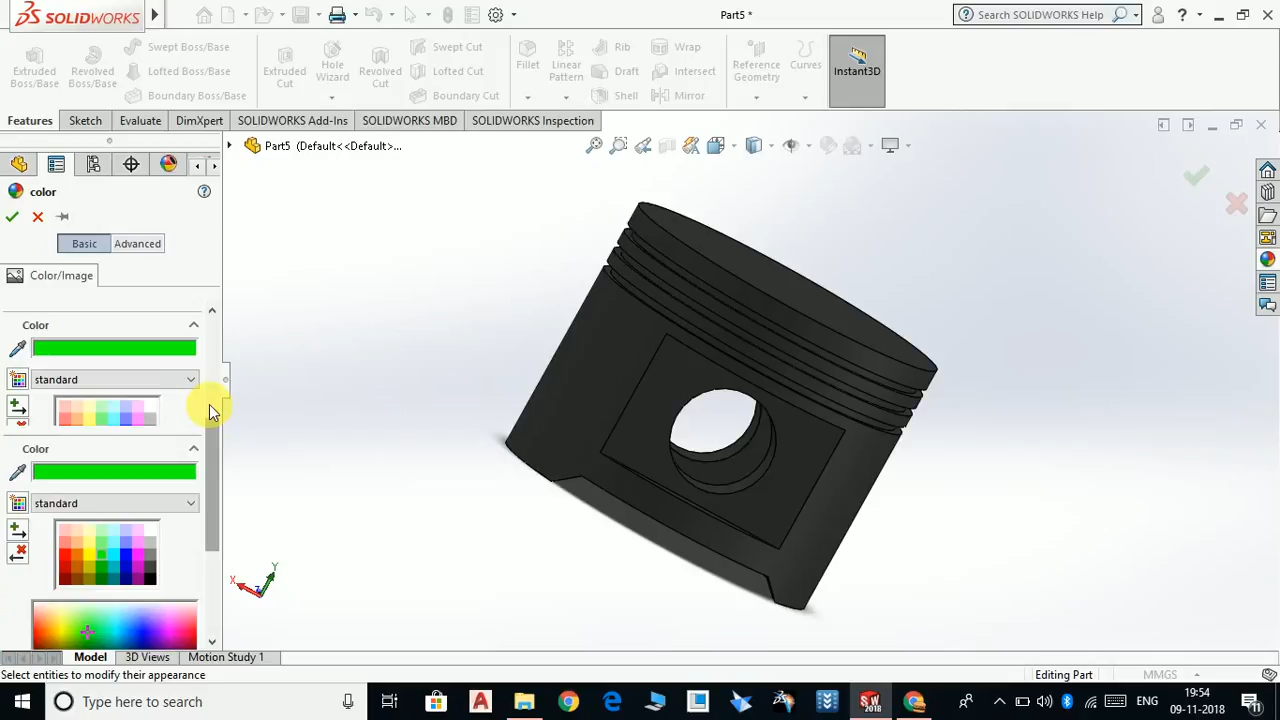 SOLIDWORKS
Part5 *
Search SOLIDWORKS Help
Extruded Boss/Base
Revolved Boss/Base
Swept Boss/Base
Lofted Boss/Base
Boundary Boss/Base
Extruded Cut
Hole Wizard
Revolved Cut
Swept Cut
Lofted Cut
Boundary Cut
Fillet
Linear Pattern
Rib
Draft
Shell
Wrap
Intersect
Mirror
Reference Geometry
Curves
Instant3D
Features
Sketch
Evaluate
DimXpert
SOLIDWORKS Add-Ins
SOLIDWORKS MBD
SOLIDWORKS Inspection
Part5 (Default<<Default>...
color
Basic
Advanced
Color/Image
Color
standard
Color
standard
Y
X
Z
Model
3D Views
Motion Study 1
Select entities to modify their appearance
Editing Part
MMGS
Type here to search
SW
2018
ENG
19:54
09-11-2018
11